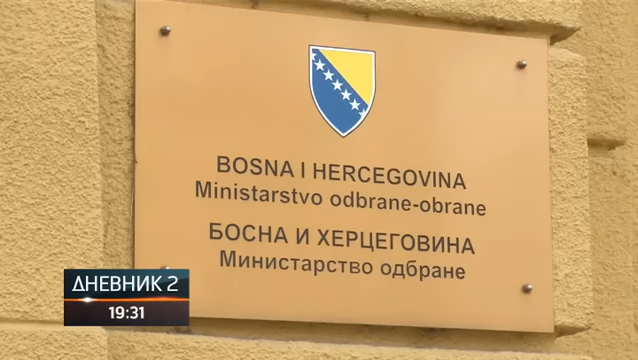 BOSNA I HERCEGOVINA
Ministarstvo odbrane-obrane
БОСНА И ХЕРЦЕГОВИНА
Министарство одбране
ДНЕВНИК 2
19:31